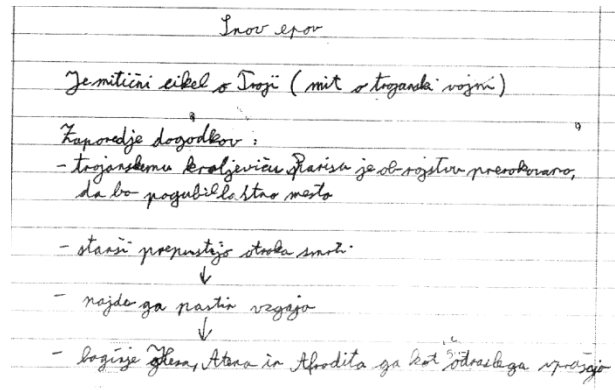 Snov epov
Je mitični cikel o Troji (mit o trojanski vojni)
Zaporedje dogodkov:
- trojanskemu kraljeviču Parisu je ob rojstvu prerokovano,
da bo pogubil lastno mesto
- starši prepustijo otroka smrti
↓
- najde ga pastir vzgaja
↓
- boginje Hera, Atena in Afrodita ga kot odraslega vprašajo